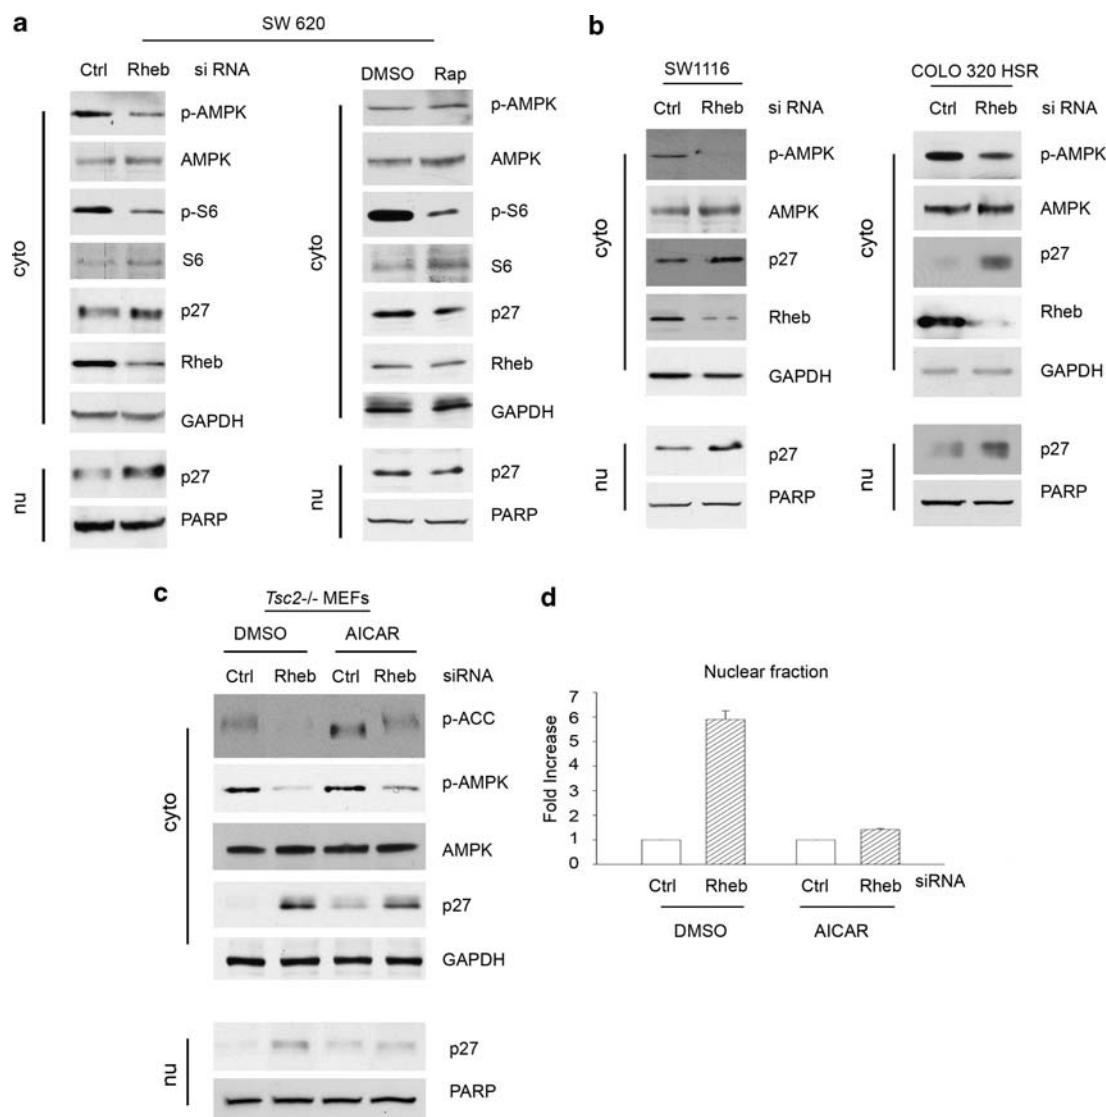 a
SW 620
Ctrl Rheb si RNA
cyto
p-AMPK
AMPK
p-S6
S6
p27
Rheb
GAPDH
nu
p27
PARP
DMSO Rap
cyto
p-AMPK
AMPK
p-S6
S6
p27
Rheb
GAPDH
nu
p27
PARP
b
SW1116
Ctrl Rheb si RNA
cyto
p-AMPK
AMPK
p27
Rheb
GAPDH
nu
p27
PARP
COLO 320 HSR
Ctrl Rheb si RNA
cyto
p-AMPK
AMPK
p27
Rheb
GAPDH
nu
p27
PARP
c
Tsc2-/- MEFs
DMSO AICAR
Ctrl Rheb Ctrl Rheb siRNA
cyto
p-ACC
p-AMPK
AMPK
p27
GAPDH
nu
p27
PARP
d
Nuclear fraction
Fold Increase
7
6
5
4
3
2
1
0
Ctrl Rheb Ctrl Rheb siRNA
DMSO AICAR